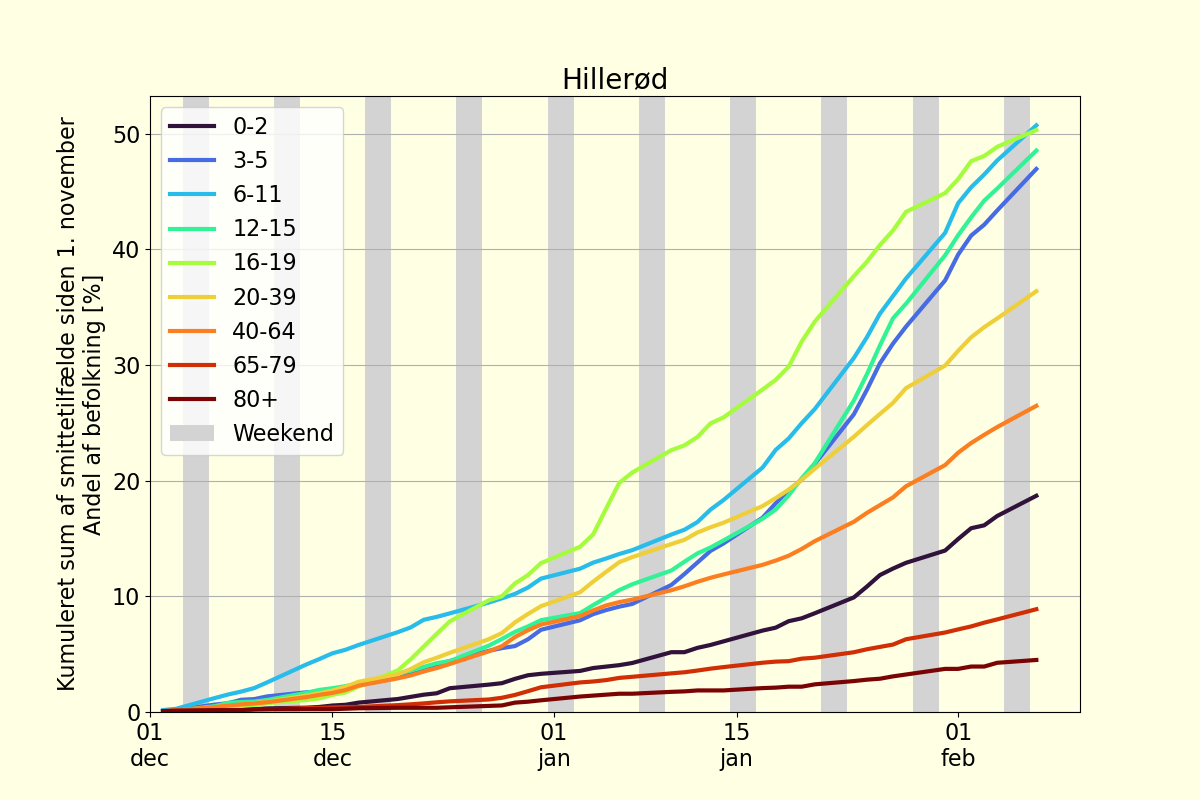 Hillerød
Kumuleret sum af smittetilfælde siden 1. november
Andel af befolkning [%]
50
40
30
20
10
0
0-2
3-5
6-11
12-15
16-19
20-39
40-64
65-79
80+
Weekend
01 15 01 15 01
dec dec jan jan feb